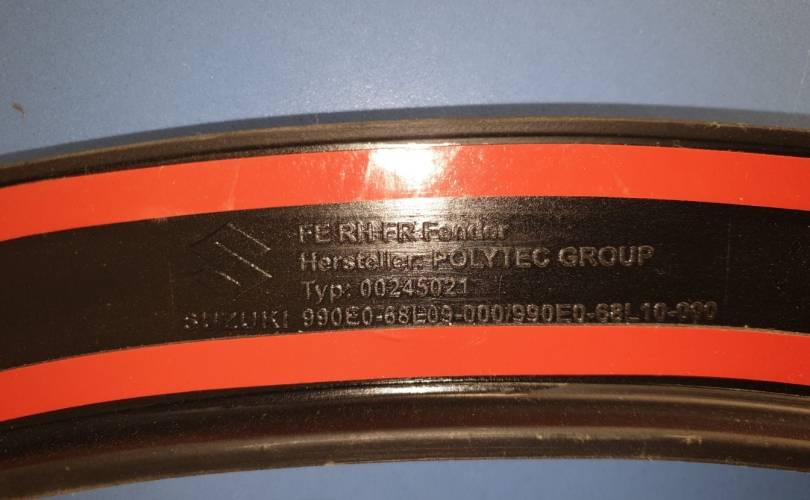 FE RH FR Fender
Hersteller: POLYTEC GROUP
Typ: 00245021
SUZUKI 990E0-68L09-000/990E0-68L10-000